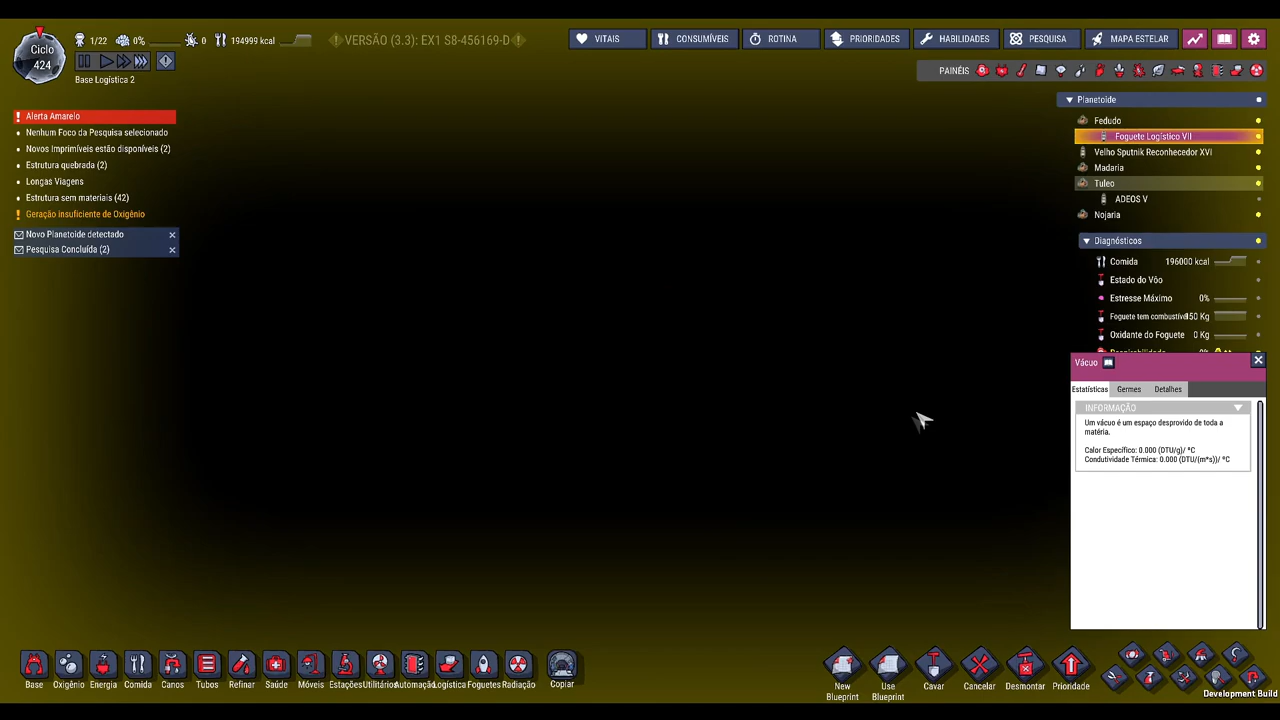 Ciclo
424
1/22
0%
0
194999 kcal
VERSÃO (3.3): EX1 S8-456169-D
Base Logística 2
VITAIS
CONSUMÍVEIS
ROTINA
PRIORIDADES
HABILIDADES
PESQUISA
MAPA ESTELAR
PAINÉIS
Alerta Amarelo
Nenhum Foco da Pesquisa selecionado
Novos Imprimíveis estão disponíveis (2)
Estrutura quebrada (2)
Longas Viagens
Estrutura sem materiais (42)
Geração insuficiente de Oxigênio
Novo Planetoide detectado
Pesquisa Concluída (2)
Planetoide
Fedudo
Foguete Logístico VII
Velho Sputnik Reconhecedor XVI
Madaria
Tuleo
ADEOS V
Nojaria
Diagnósticos
Comida 196000 kcal
Estado do Vôo
Estresse Máximo 0%
Foguete tem combustível 150 Kg
Oxidante do Foguete 0 Kg
Vácuo
Estatísticas Germes Detalhes
INFORMAÇÃO
Um vácuo é um espaço desprovido de toda a
matéria.
Calor Específico: 0.000 (DTU/g)/ ºC
Condutividade Térmica: 0.000 (DTU/(m*s))/ ºC
Base
Oxigênio
Energia
Comida
Canos
Tubos
Refinar
Saúde
Móveis
Estações
Utilitários
Automação
Logística
Foguetes
Radiação
Copiar
New
Blueprint
Use
Blueprint
Cavar
Cancelar
Desmontar
Prioridade
Development Build